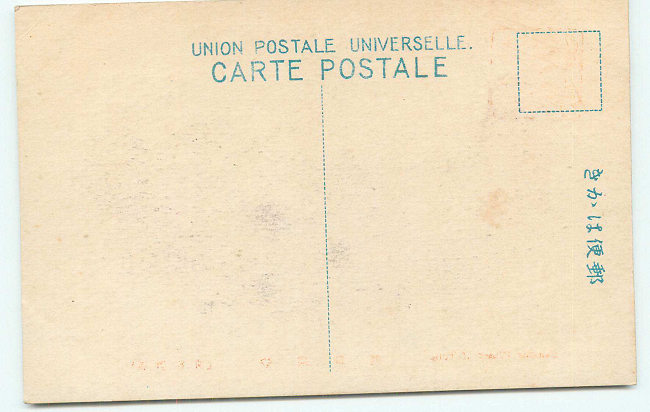 UNION POSTALE UNIVERSELLE.
CARTE POSTALE
きかは便郵